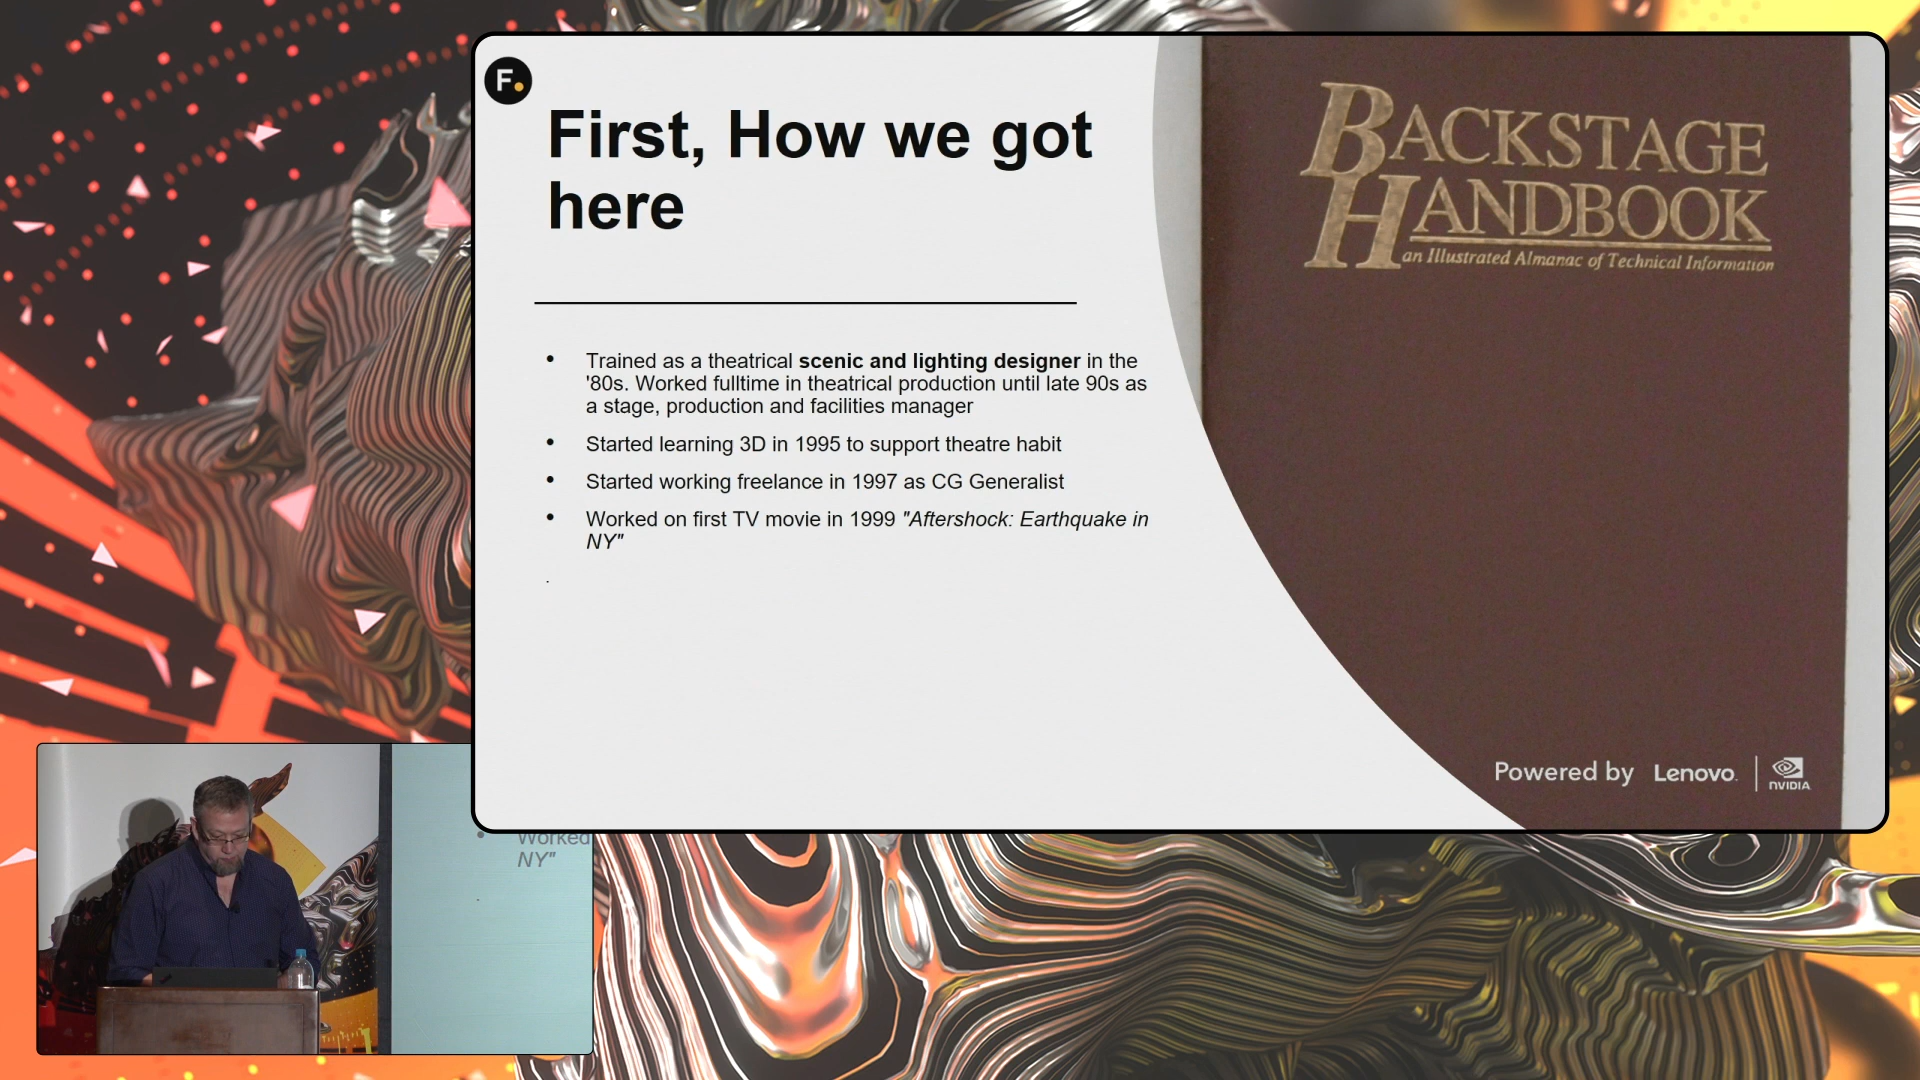 F.
First, How we got
here
• Trained as a theatrical scenic and lighting designer in the
'80s. Worked fulltime in theatrical production until late 90s as
a stage, production and facilities manager
• Started learning 3D in 1995 to support theatre habit
• Started working freelance in 1997 as CG Generalist
• Worked on first TV movie in 1999 "Aftershock: Earthquake in
NY"
.
BACKSTAGE
HANDBOOK
an Illustrated Almanac of Technical Information
Powered by Lenovo. NVIDIA
• Worked
NY"